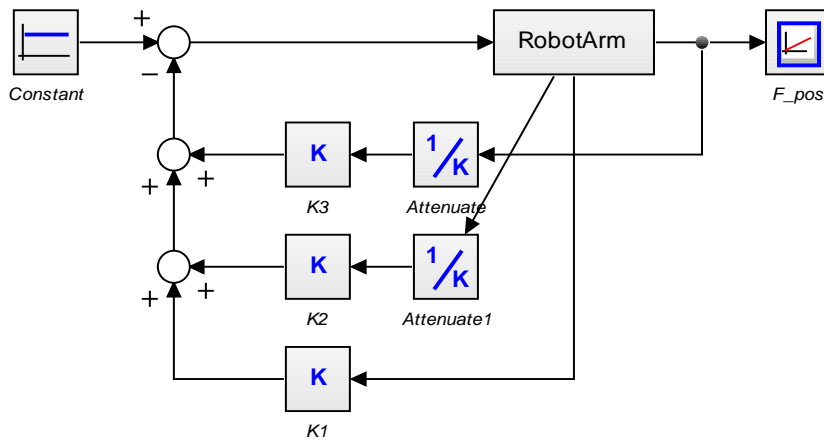 +
RobotArm
−
Constant
F_pos
K
1/K
+
+
K3
Attenuate
K
1/K
+
+
K2
Attenuate1
K
K1